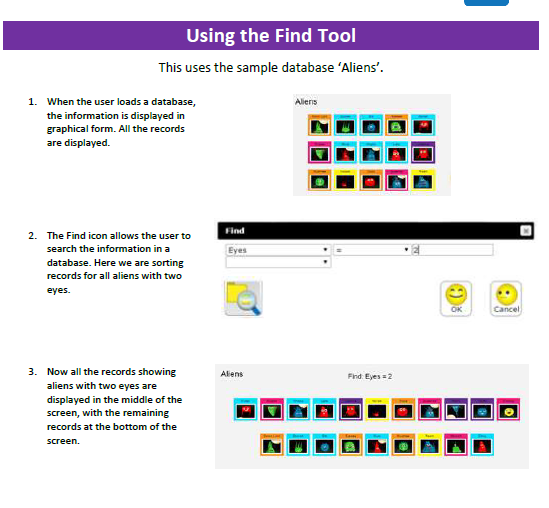 Using the Find Tool
This uses the sample database ‘Aliens’.
1. When the user loads a database,
the information is displayed in
graphical form. All the records
are displayed.
Aliens
2. The Find icon allows the user to
search the information in a
database. Here we are sorting
records for all aliens with two
eyes.
Find
Eyes = 2
OK Cancel
3. Now all the records showing
aliens with two eyes are
displayed in the middle of the
screen, with the remaining
records at the bottom of the
screen.
Aliens Find: Eyes = 2